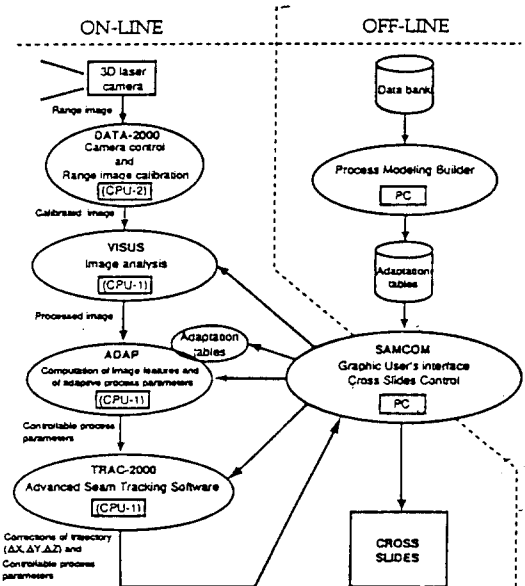 ON-LINE
OFF-LINE
3D laser
camera
Range image
DATA-2000
Camera control
and
Range image calibration
(CPU-2)
Calibrated image
VISUS
Image analysis
(CPU-1)
Processed image
ADAP
Computation of image features and
of adaptive process parameters
(CPU-1)
Adaptation
tables
Controllable process
parameters
TRAC-2000
Advanced Seam Tracking Software
(CPU-1)
Corrections of trajectory
(ΔX,ΔY,ΔZ) and
Controllable process
parameters
Data bank
Process Modeling Builder
PC
Adaptation
tables
SAMCOM
Graphic User's interface
Cross Slides Control
PC
CROSS
SLIDES